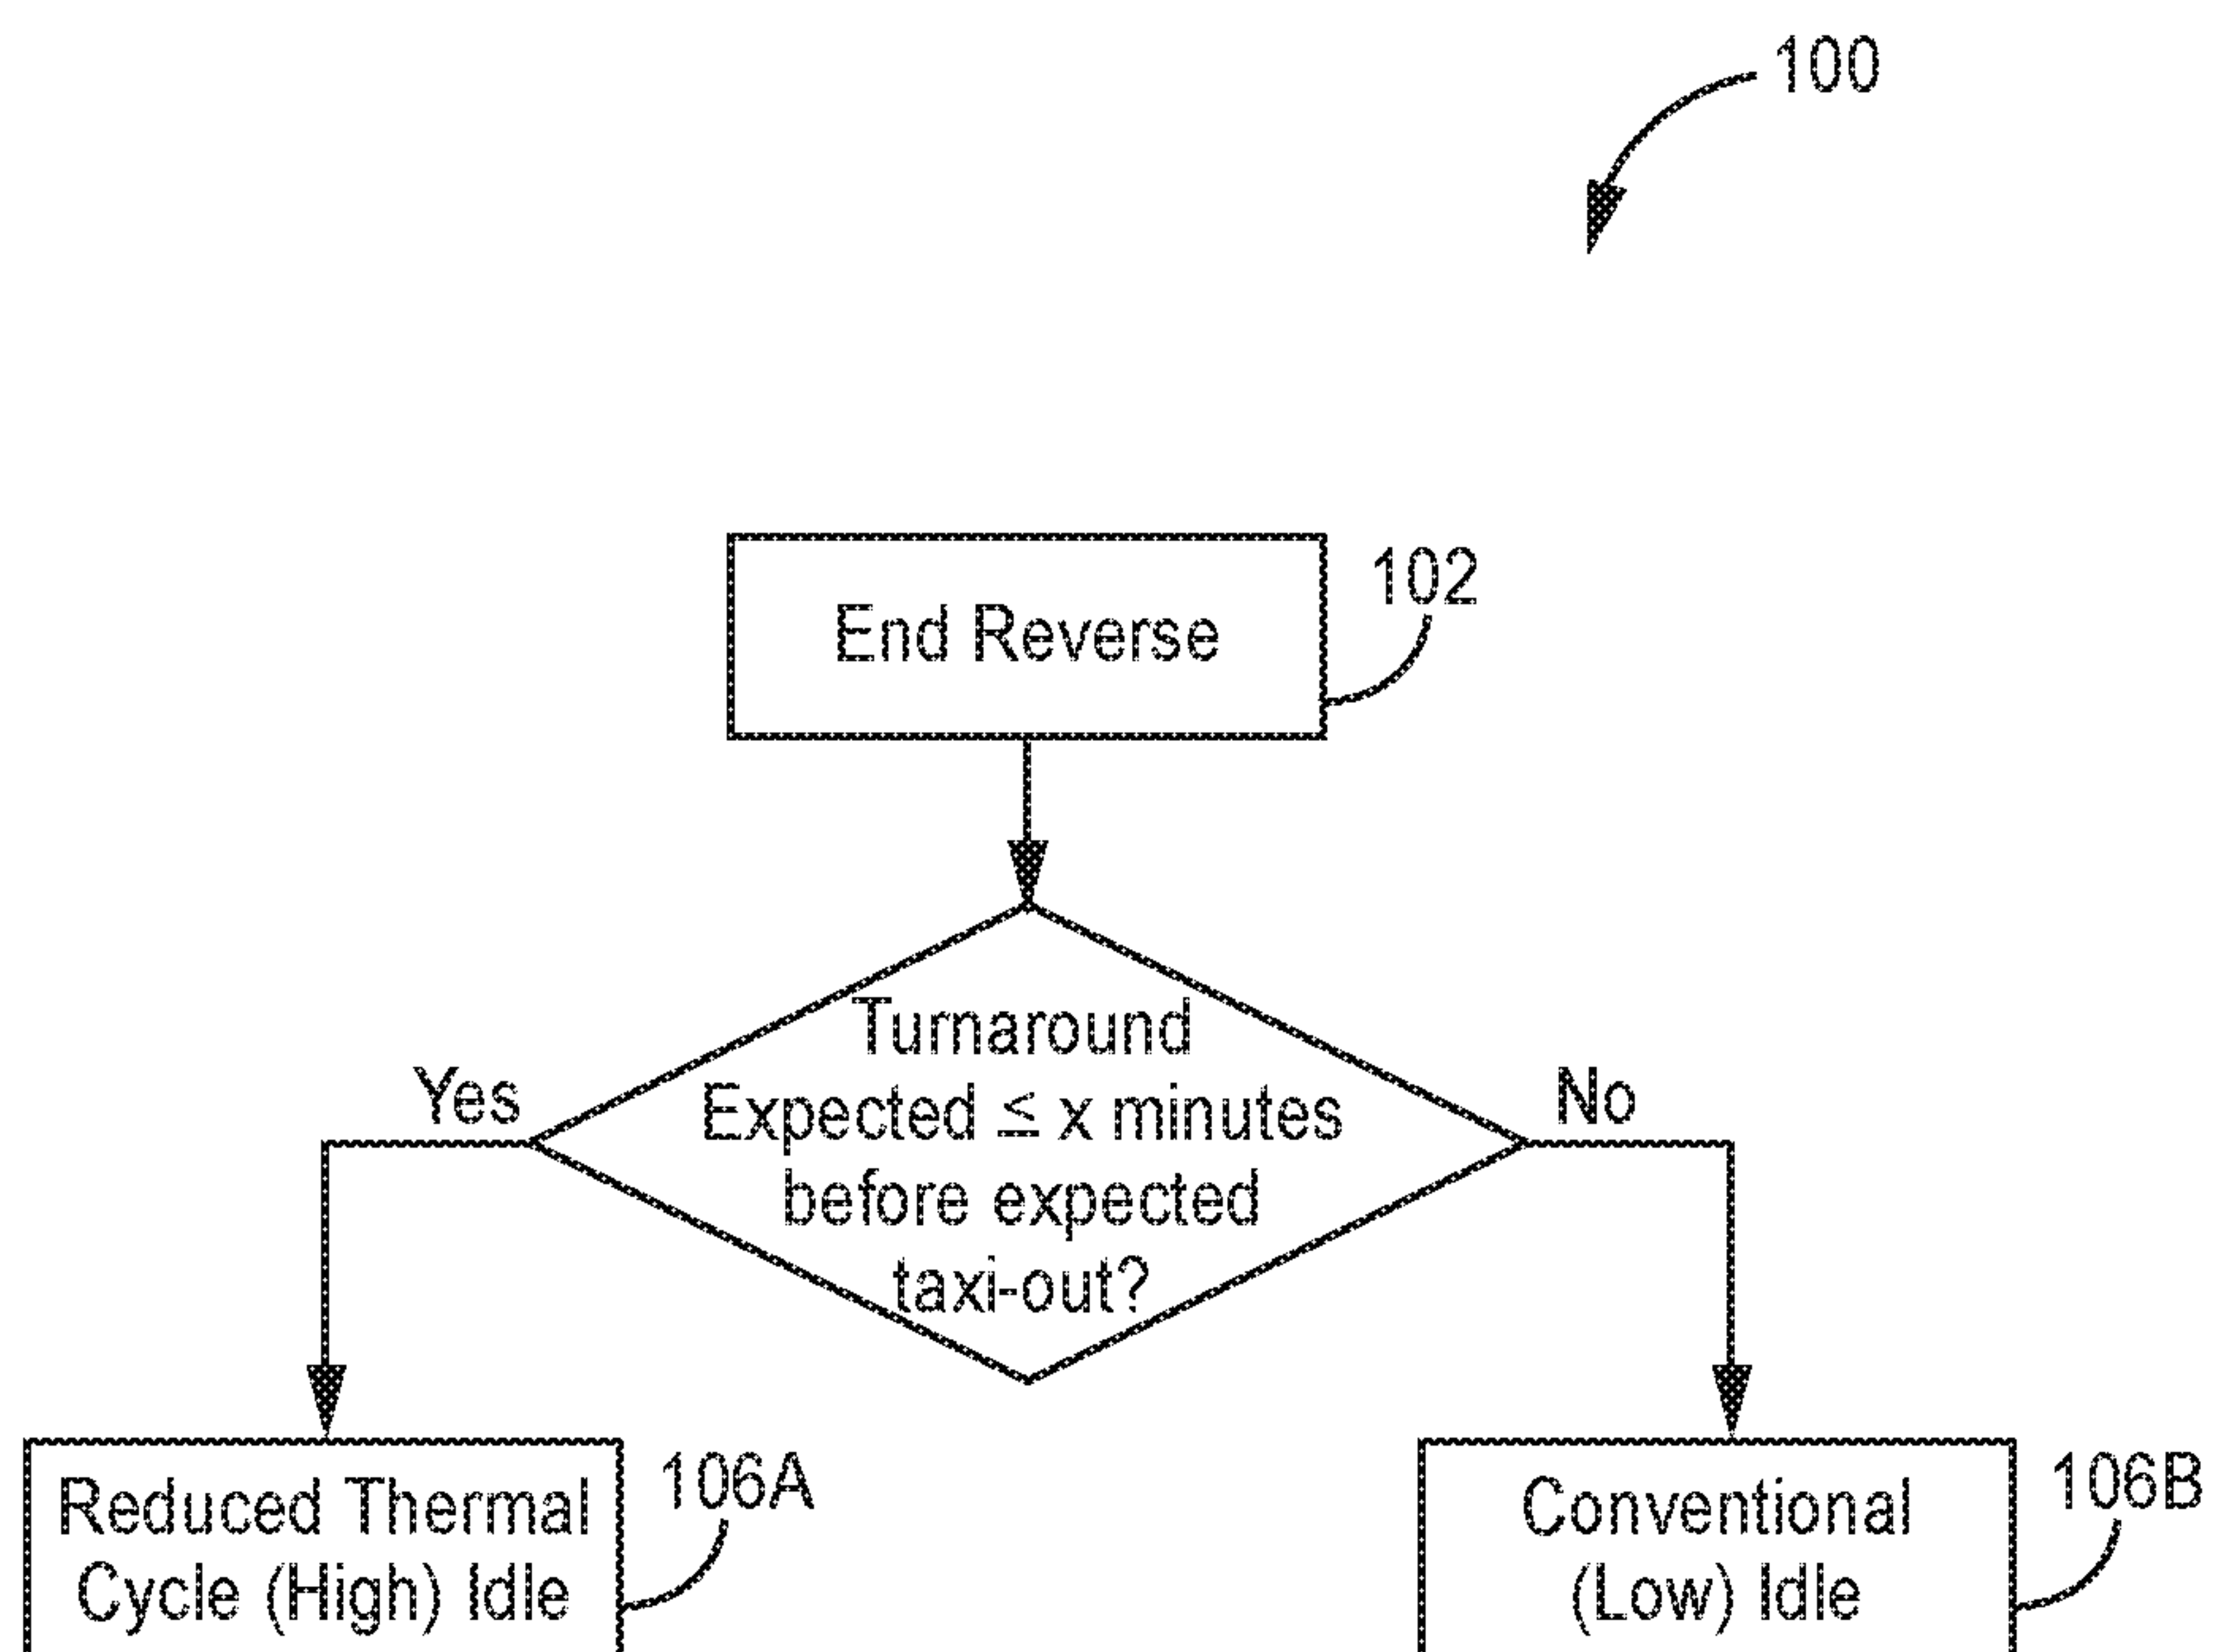 100
End Reverse
102
Turnaround
Expected ≤ x minutes
before expected
taxi-out?
Yes
No
Reduced Thermal
Cycle (High) Idle
106A
Conventional
(Low) Idle
106B